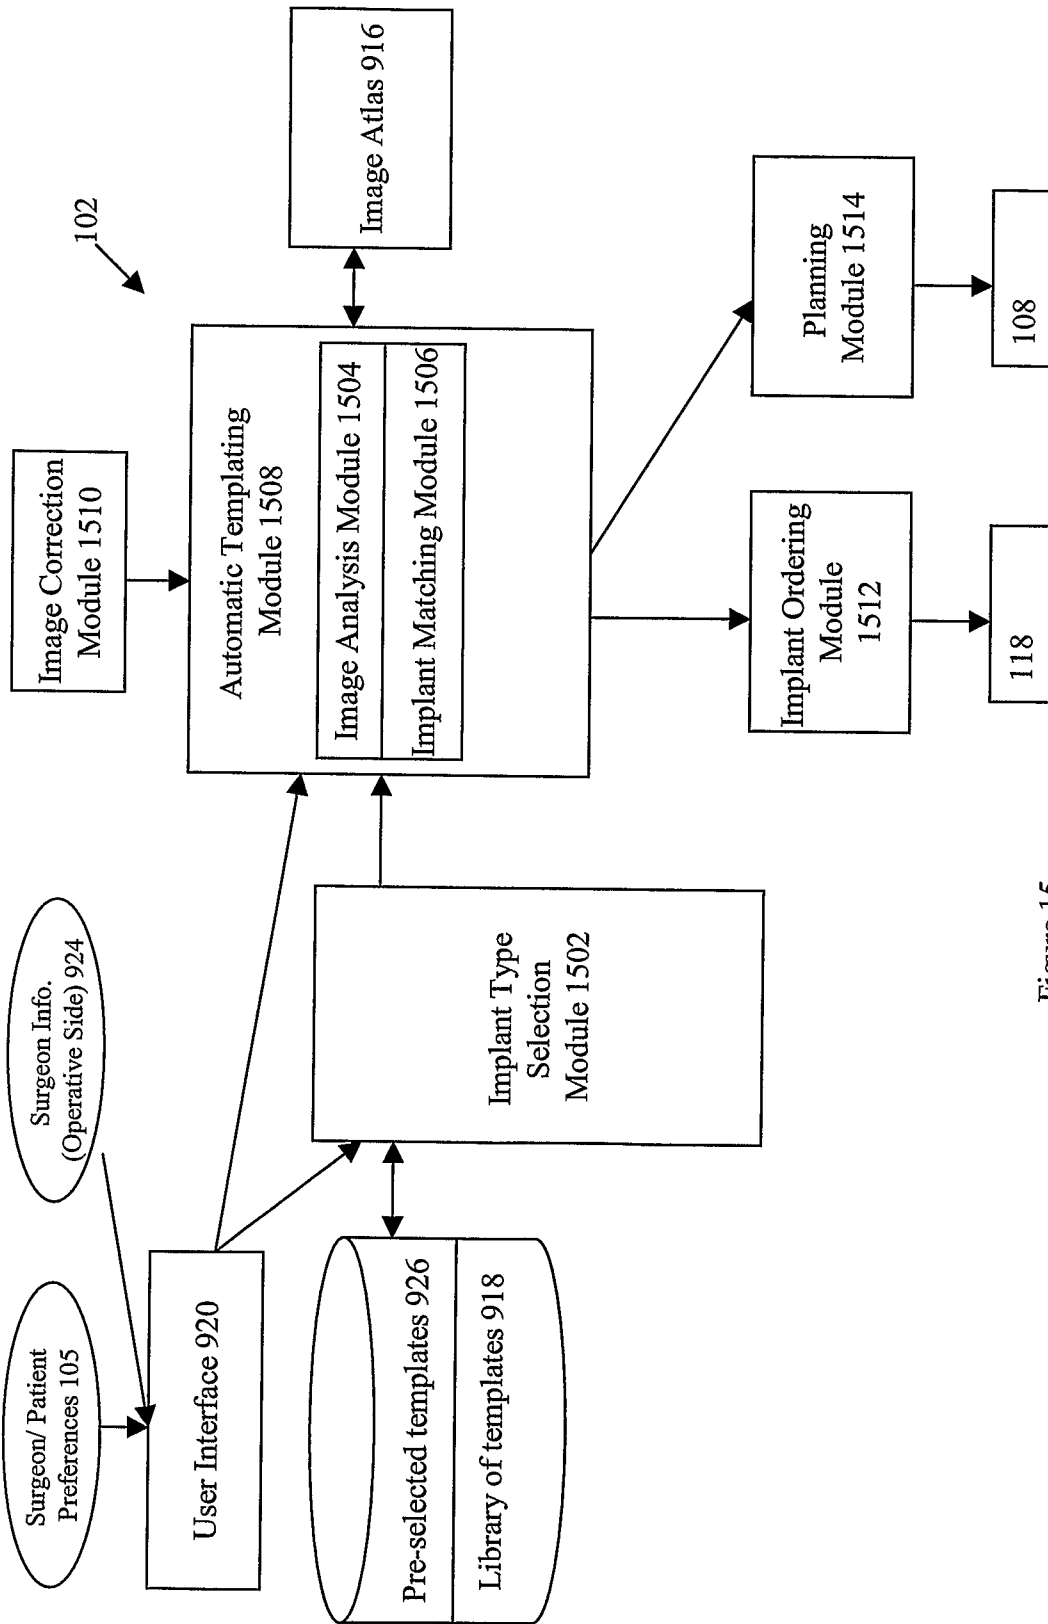 Surgeon/ Patient
Preferences 105
Surgeon Info.
(Operative Side) 924
Image Correction
Module 1510
102
User Interface 920
Automatic Templating
Module 1508
Image Analysis Module 1504
Implant Matching Module 1506
Image Atlas 916
Pre-selected templates 926
Library of templates 918
Implant Type
Selection
Module 1502
Implant Ordering
Module
1512
Planning
Module 1514
118
108
Figure 15